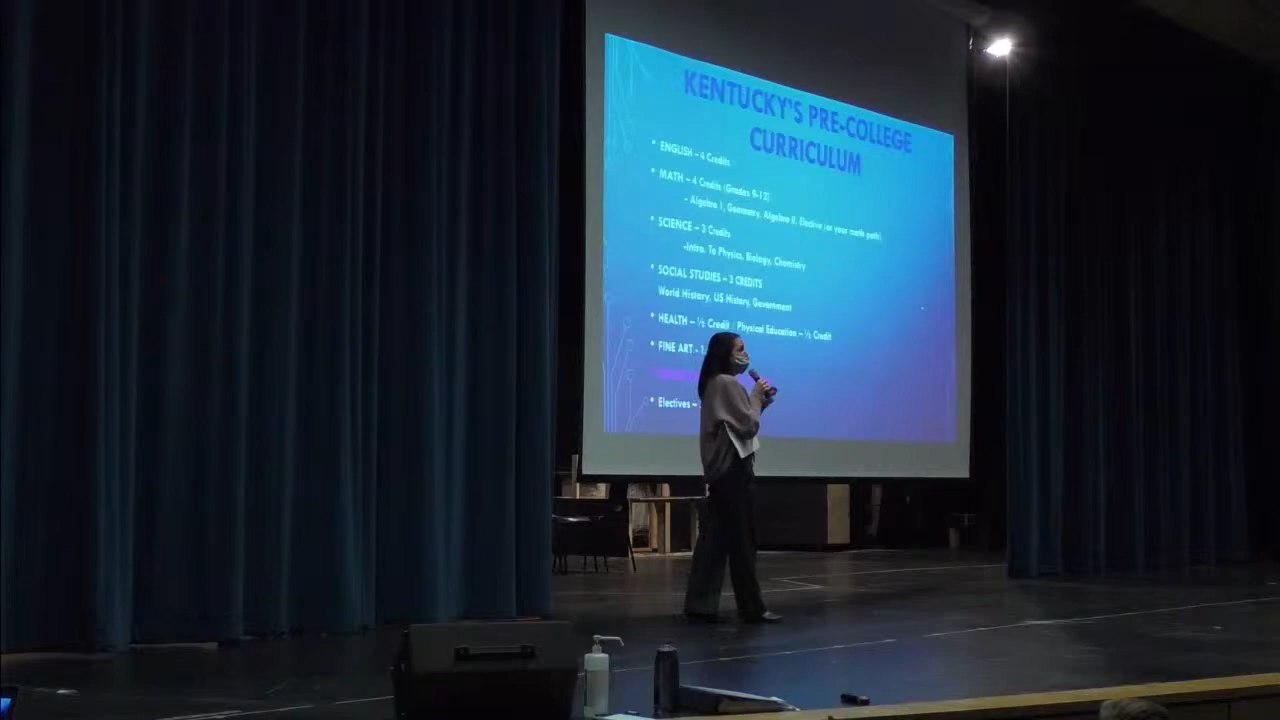 KENTUCKY'S PRE-COLLEGE
CURRICULUM
• ENGLISH – 4 Credits
• MATH – 4 Credits (Grades 9-12)
- Algebra I, Geometry, Algebra II, Elective (or your math path)
• SCIENCE – 3 Credits
-Intro. To Physics, Biology, Chemistry
• SOCIAL STUDIES – 3 CREDITS
World History, US History, Government
• HEALTH – ½ Credit / Physical Education – ½ Credit
• FINE ART - 1
• Electives –